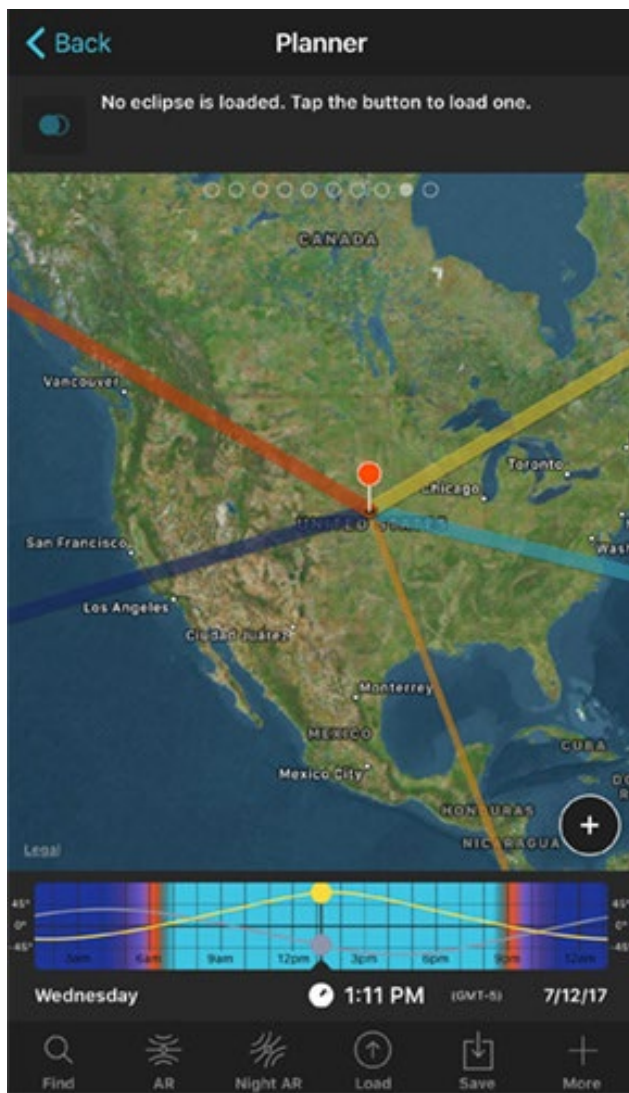 Back
Planner
No eclipse is loaded. Tap the button to load one.
CANADA
Vancouver
Toronto
Chicago
UNITED STATES
San Francisco
Wash
Los Angeles
Ciudad Juárez
Monterrey
MEXICO
CUBA
Mexico City
HONDURAS
NICARAGUA
Legal
45° 45°
0° 0°
-45° -45°
3am 6am 9am 12pm 3pm 6pm 9pm 12am
Wednesday 1:11 PM (GMT-5) 7/12/17
Find AR Night AR Load Save More